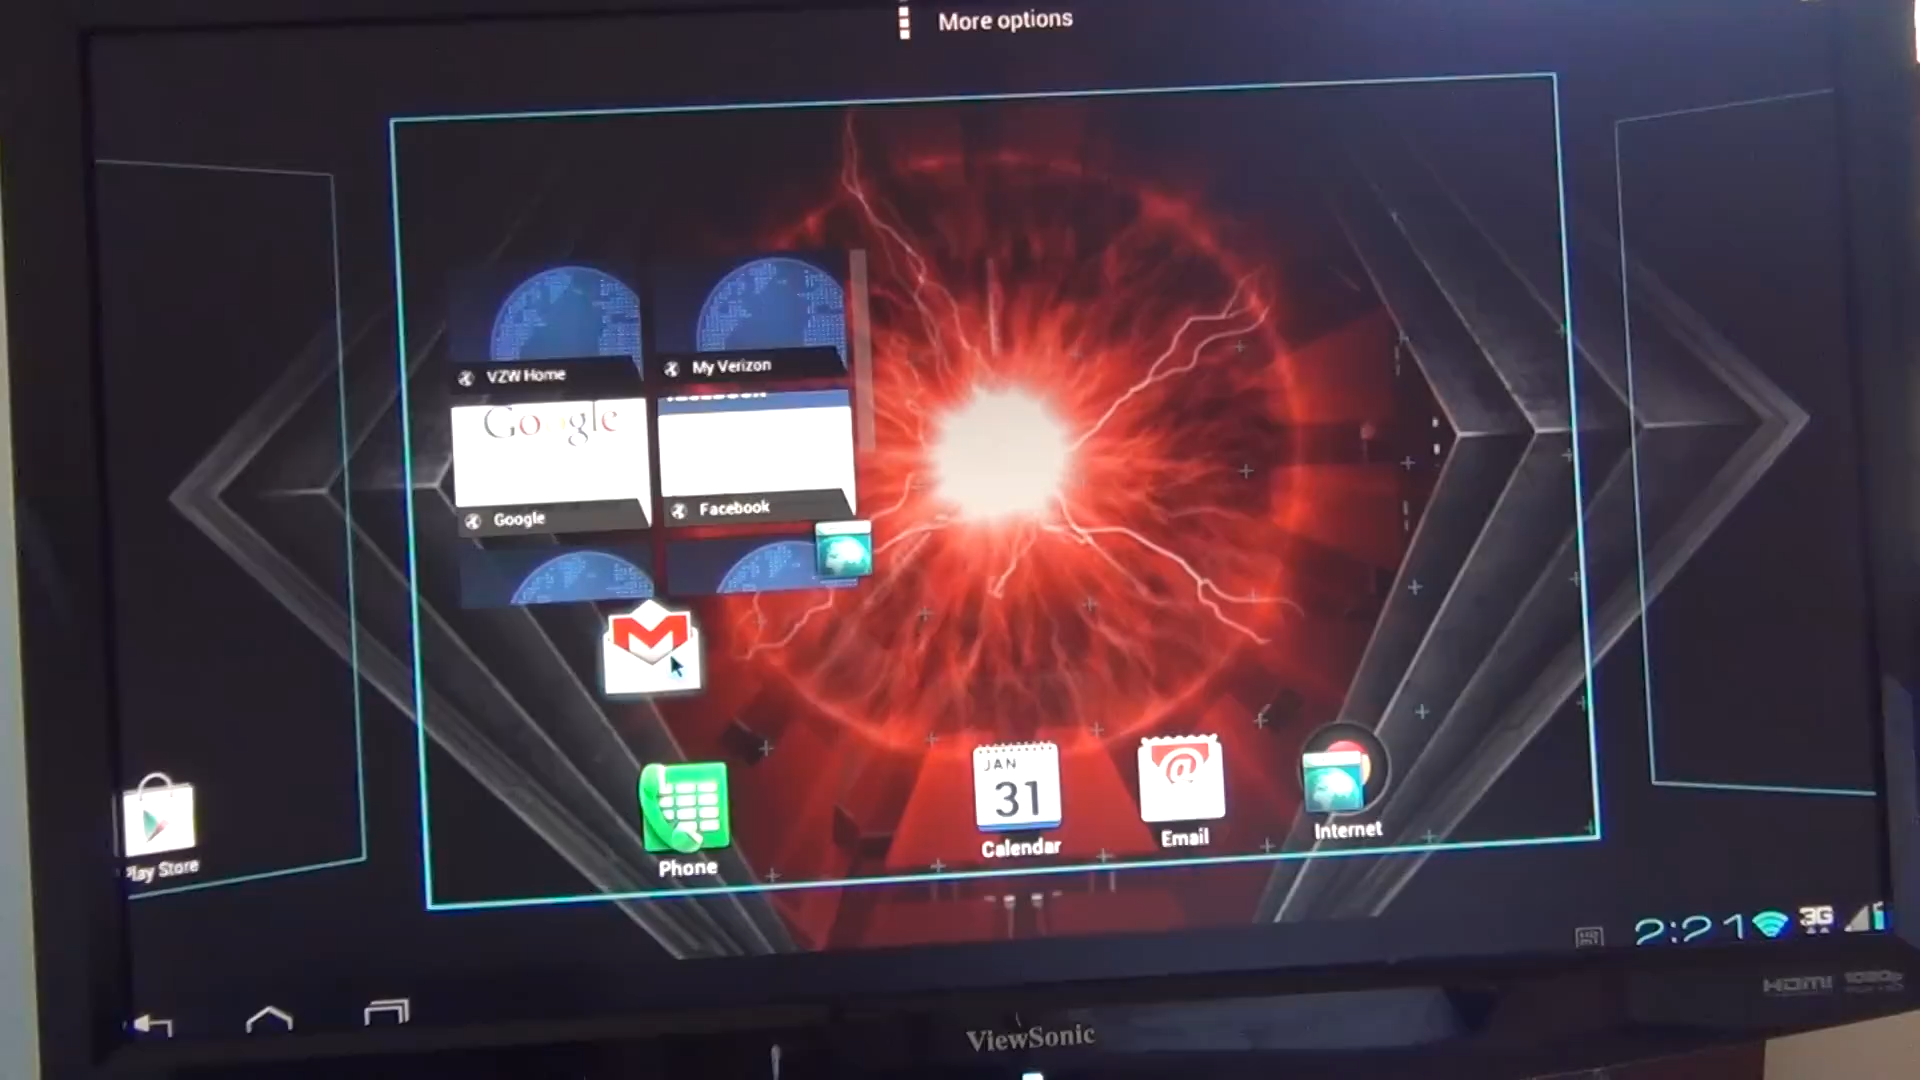 More options
VZW Home
My Verizon
Google
Google
Facebook
JAN
31
@
Phone
Calendar
Email
Internet
Play Store
2:21
3G
HDMI 1080p
ViewSonic